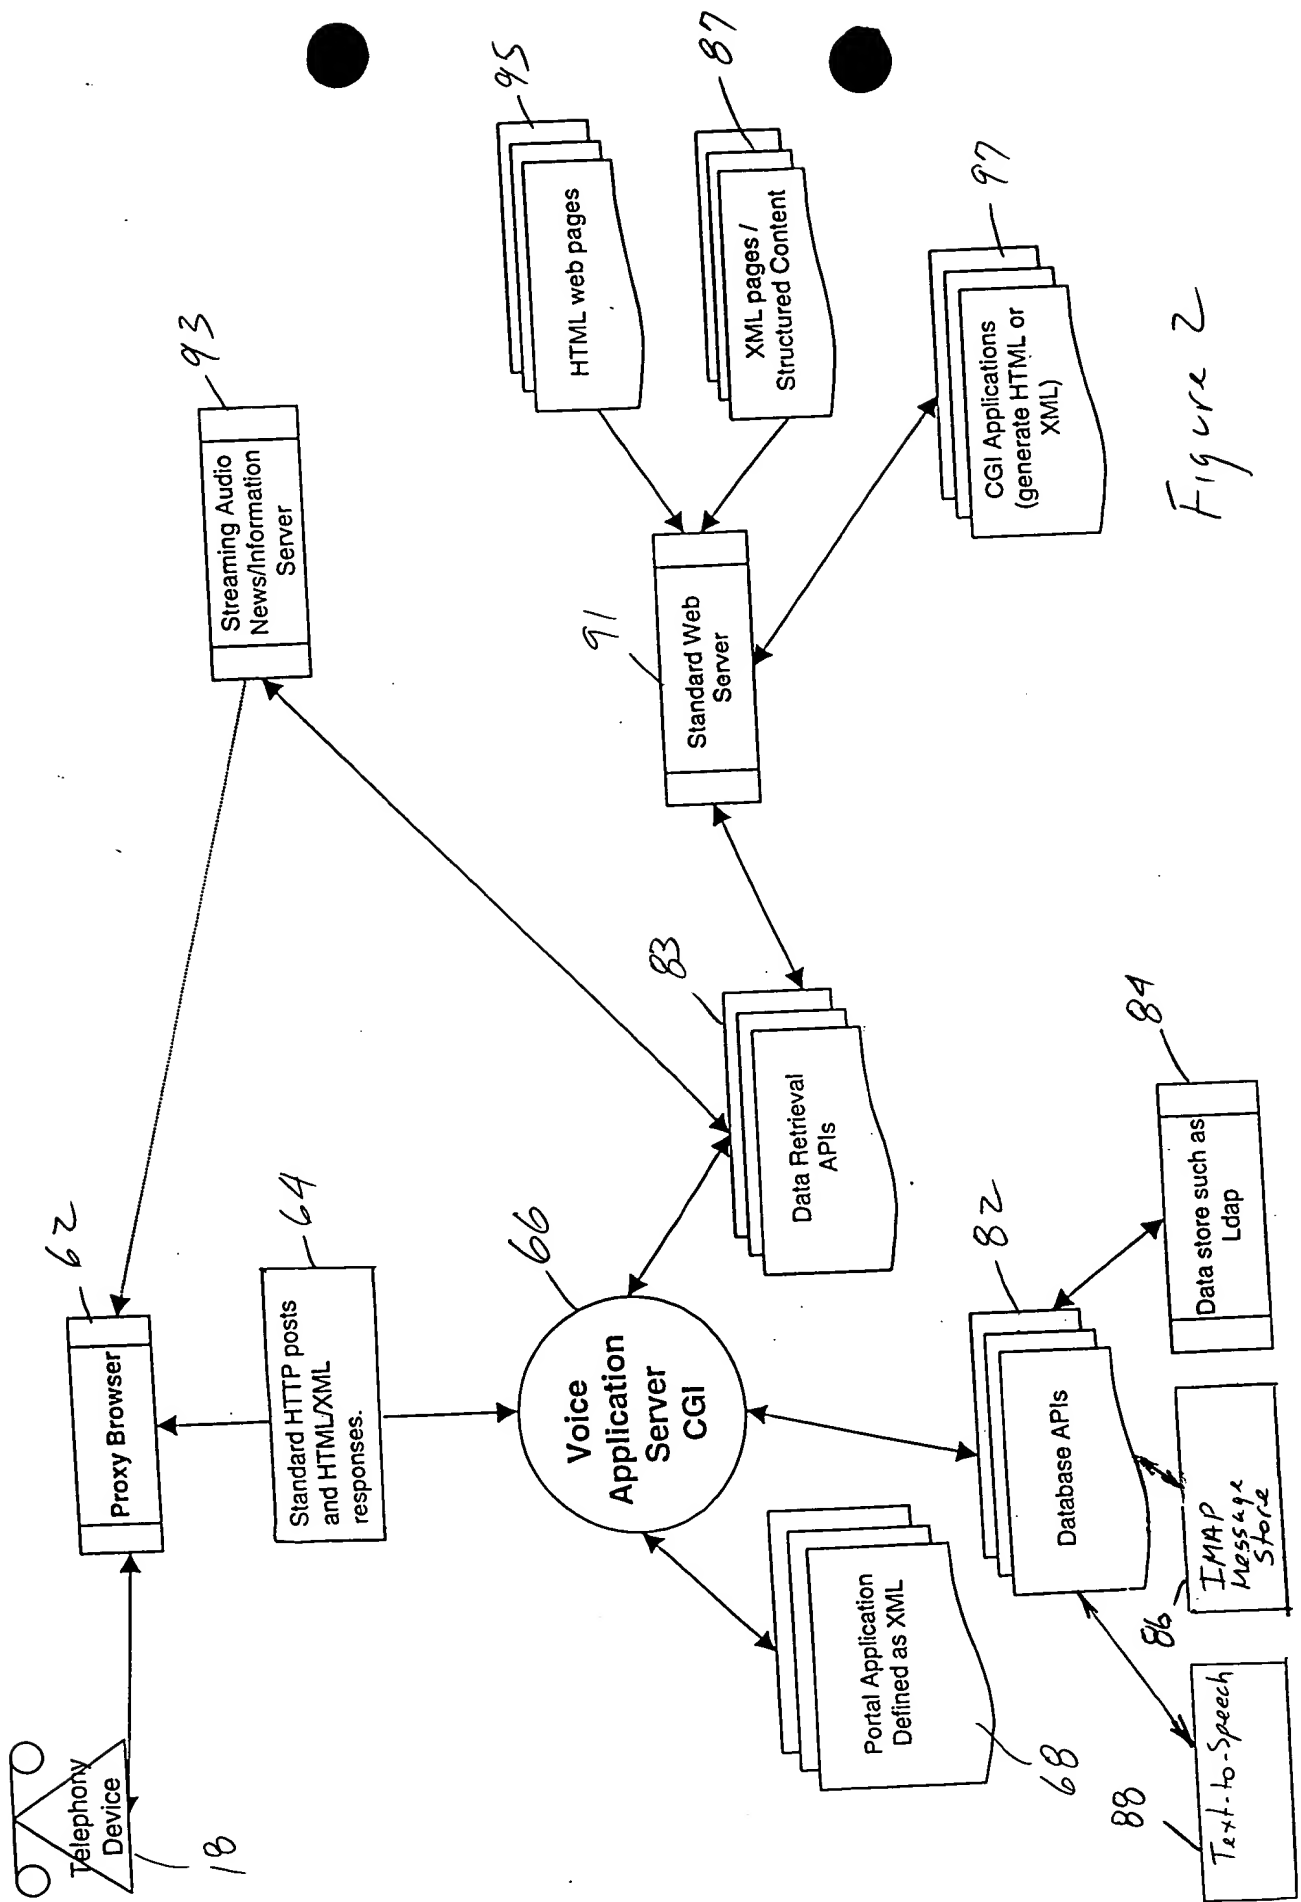 Telephony
Device
18
Proxy Browser
62
Streaming Audio
News/Information
Server
93
Standard HTTP posts
and HTML/XML
responses.
64
Voice
Application
Server
CGI
66
Data Retrieval
APIs
83
Standard Web
Server
91
HTML web pages
95
XML pages /
Structured Content
87
CGI Applications
(generate HTML or
XML)
97
Portal Application
Defined as XML
68
Database APIs
82
Data store such as
Ldap
84
IMAP
Message
Store
86
Text-to-Speech
88
Figure 2